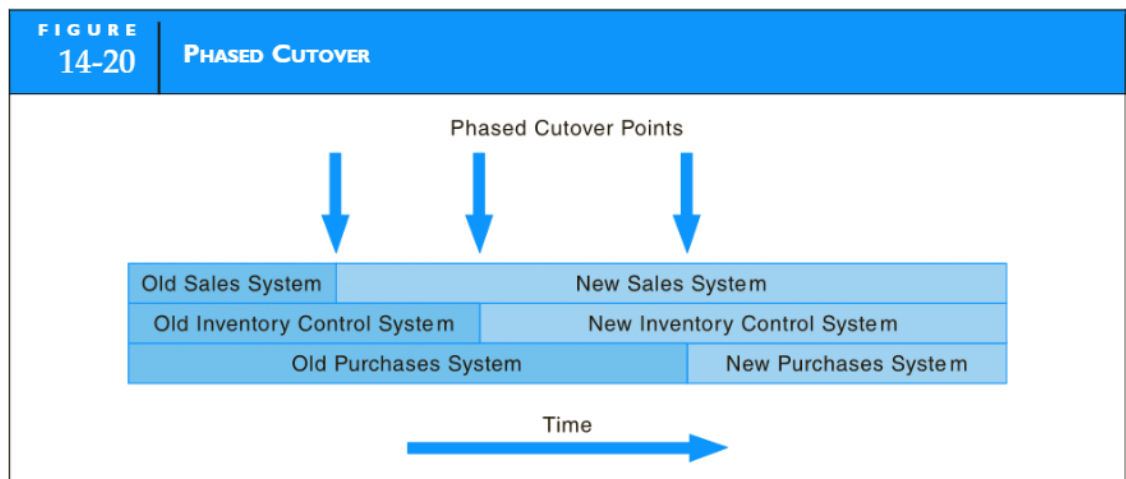 FIGURE
14-20
PHASED CUTOVER
Phased Cutover Points
Old Sales System New Sales System
Old Inventory Control System New Inventory Control System
Old Purchases System New Purchases System
Time